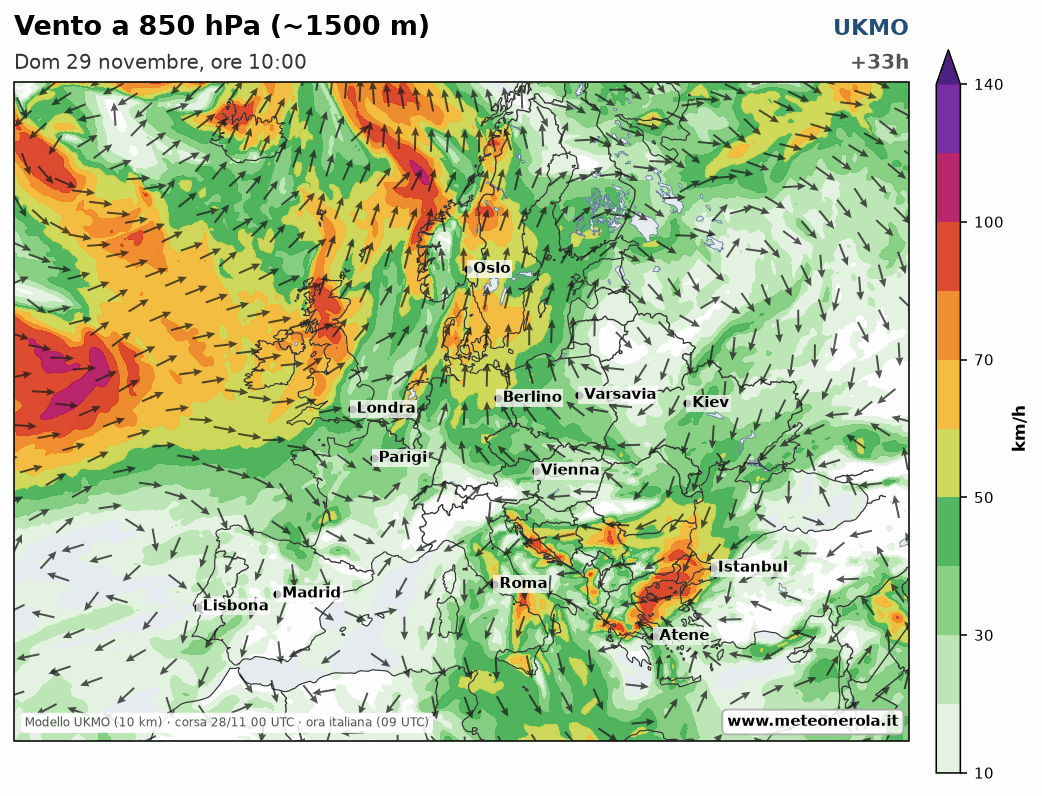 Vento a 850 hPa (~1500 m)
UKMO
Dom 29 novembre, ore 10:00
+33h
140
100
70
50
30
10
km/h
Oslo
Londra
Berlino
Varsavia
Kiev
Parigi
Vienna
Roma
Istanbul
Madrid
Lisbona
Atene
Modello UKMO (10 km) · corsa 28/11 00 UTC · ora italiana (09 UTC)
www.meteonerola.it